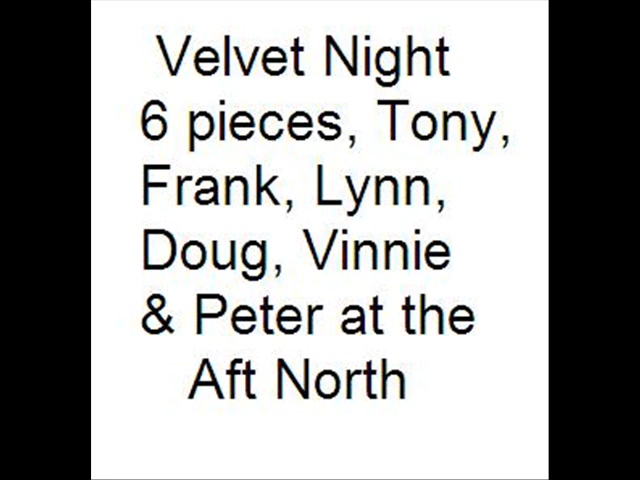 Velvet Night
6 pieces, Tony,
Frank, Lynn,
Doug, Vinnie
& Peter at the
Aft North